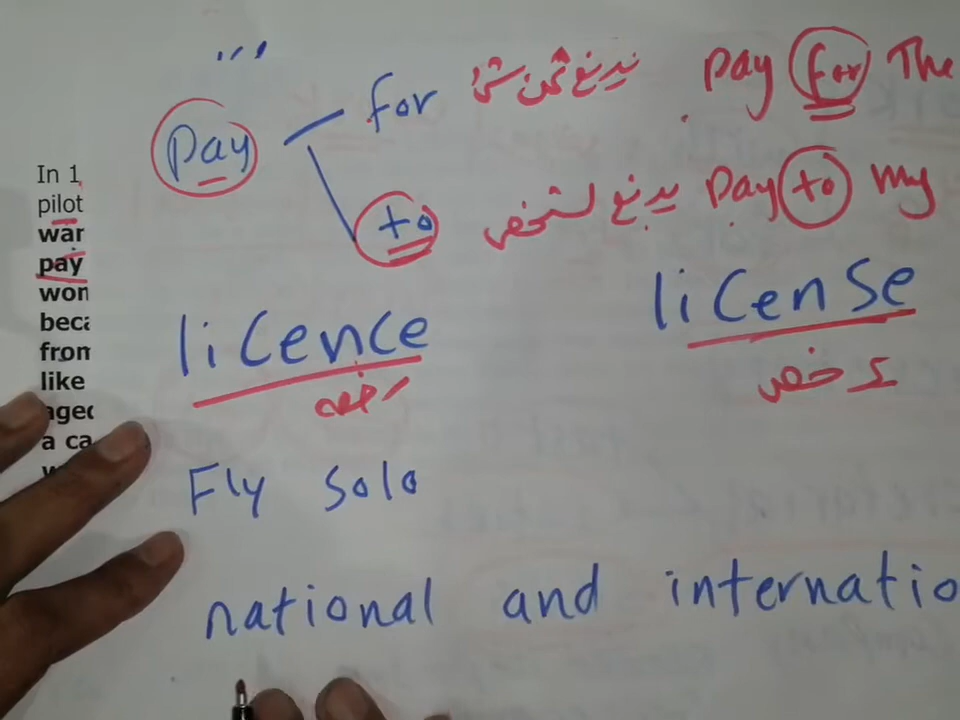 pay for يدفع ثمن شئ pay for The
to يدفع لشخص pay to my
licence license
رخصه يرخص
Fly solo
national and internatio
In 1
pilot
war
pay
won
beca
from
like
aged
a ca